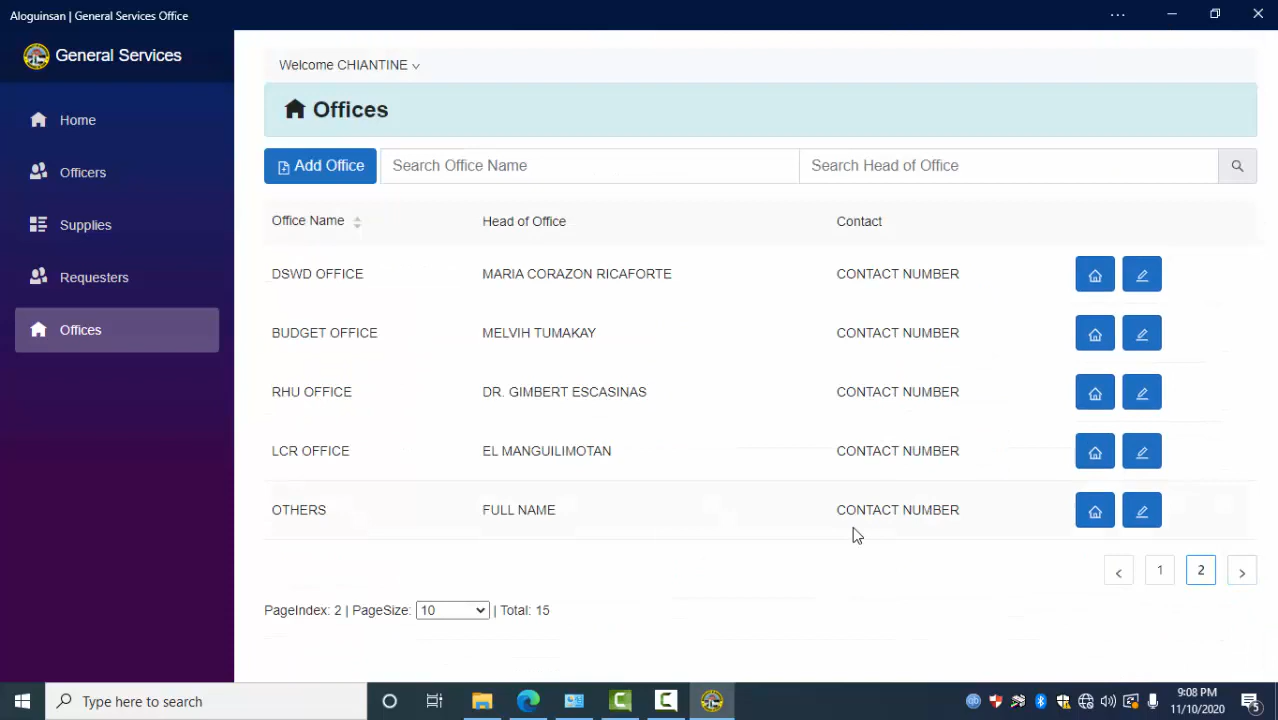 Aloguinsan | General Services Office
General Services
Home
Officers
Supplies
Requesters
Offices
Welcome CHIANTINE
Offices
Add Office
Search Office Name
Search Head of Office
Office Name Head of Office Contact
DSWD OFFICE MARIA CORAZON RICAFORTE CONTACT NUMBER
BUDGET OFFICE MELVIH TUMAKAY CONTACT NUMBER
RHU OFFICE DR. GIMBERT ESCASINAS CONTACT NUMBER
LCR OFFICE EL MANGUILIMOTAN CONTACT NUMBER
OTHERS FULL NAME CONTACT NUMBER
< 1 2 >
PageIndex: 2 | PageSize: 10 | Total: 15
Type here to search
9:08 PM
11/10/2020
5